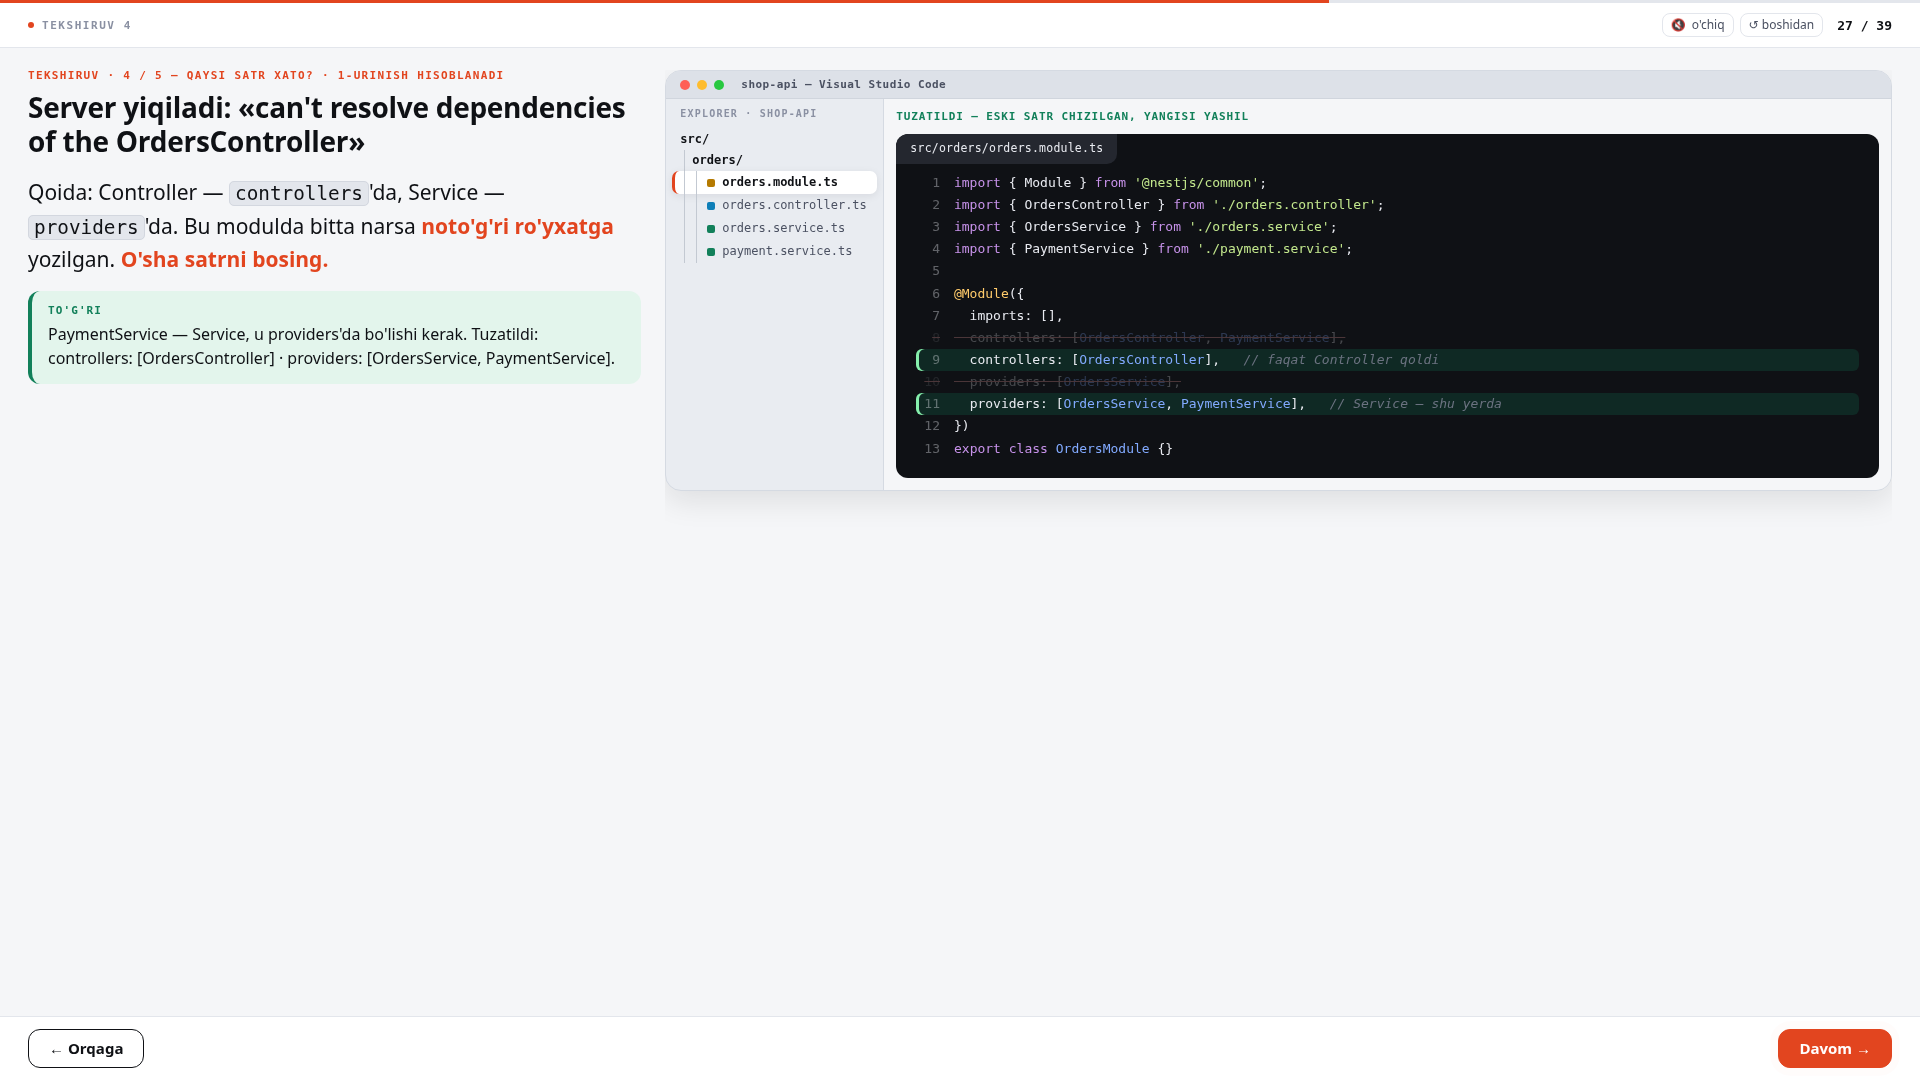 TEKSHIRUV 4
o'chiq
↺ boshidan
27 / 39
TEKSHIRUV · 4 / 5 — QAYSI SATR XATO? · 1-URINISH HISOBLANADI
Server yiqiladi: «can't resolve dependencies
of the OrdersController»
Qoida: Controller — controllers'da, Service —
providers'da. Bu modulda bitta narsa noto'g'ri ro'yxatga
yozilgan. O'sha satrni bosing.
TO'G'RI
PaymentService — Service, u providers'da bo'lishi kerak. Tuzatildi:
controllers: [OrdersController] · providers: [OrdersService, PaymentService].
shop-api — Visual Studio Code
EXPLORER · SHOP-API
src/
orders/
orders.module.ts
orders.controller.ts
orders.service.ts
payment.service.ts
TUZATILDI — ESKI SATR CHIZILGAN, YANGISI YASHIL
src/orders/orders.module.ts
1 import { Module } from '@nestjs/common';
2 import { OrdersController } from './orders.controller';
3 import { OrdersService } from './orders.service';
4 import { PaymentService } from './payment.service';
5
6 @Module({
7 imports: [],
8 controllers: [OrdersController, PaymentService],
9 controllers: [OrdersController], // faqat Controller qoldi
10 providers: [OrdersService],
11 providers: [OrdersService, PaymentService], // Service — shu yerda
12 })
13 export class OrdersModule {}
← Orqaga
Davom →